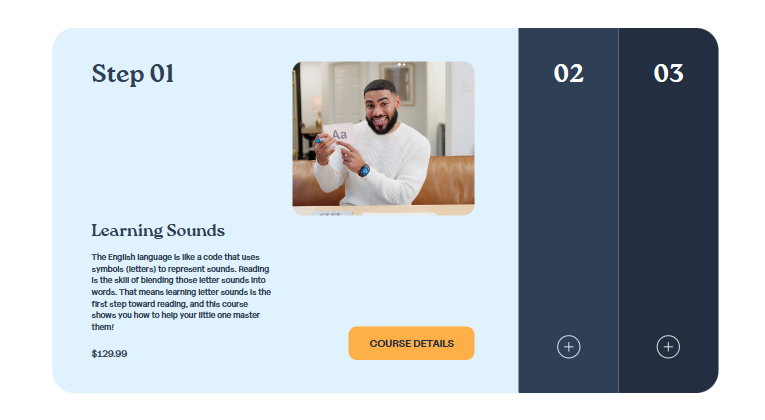 Step 01
02
03
Aa
Learning Sounds
The English language is like a code that uses
symbols (letters) to represent sounds. Reading
is the skill of blending those letter sounds into
words. That means learning letter sounds is the
first step toward reading, and this course
shows you how to help your little one master
them!
COURSE DETAILS
$129.99